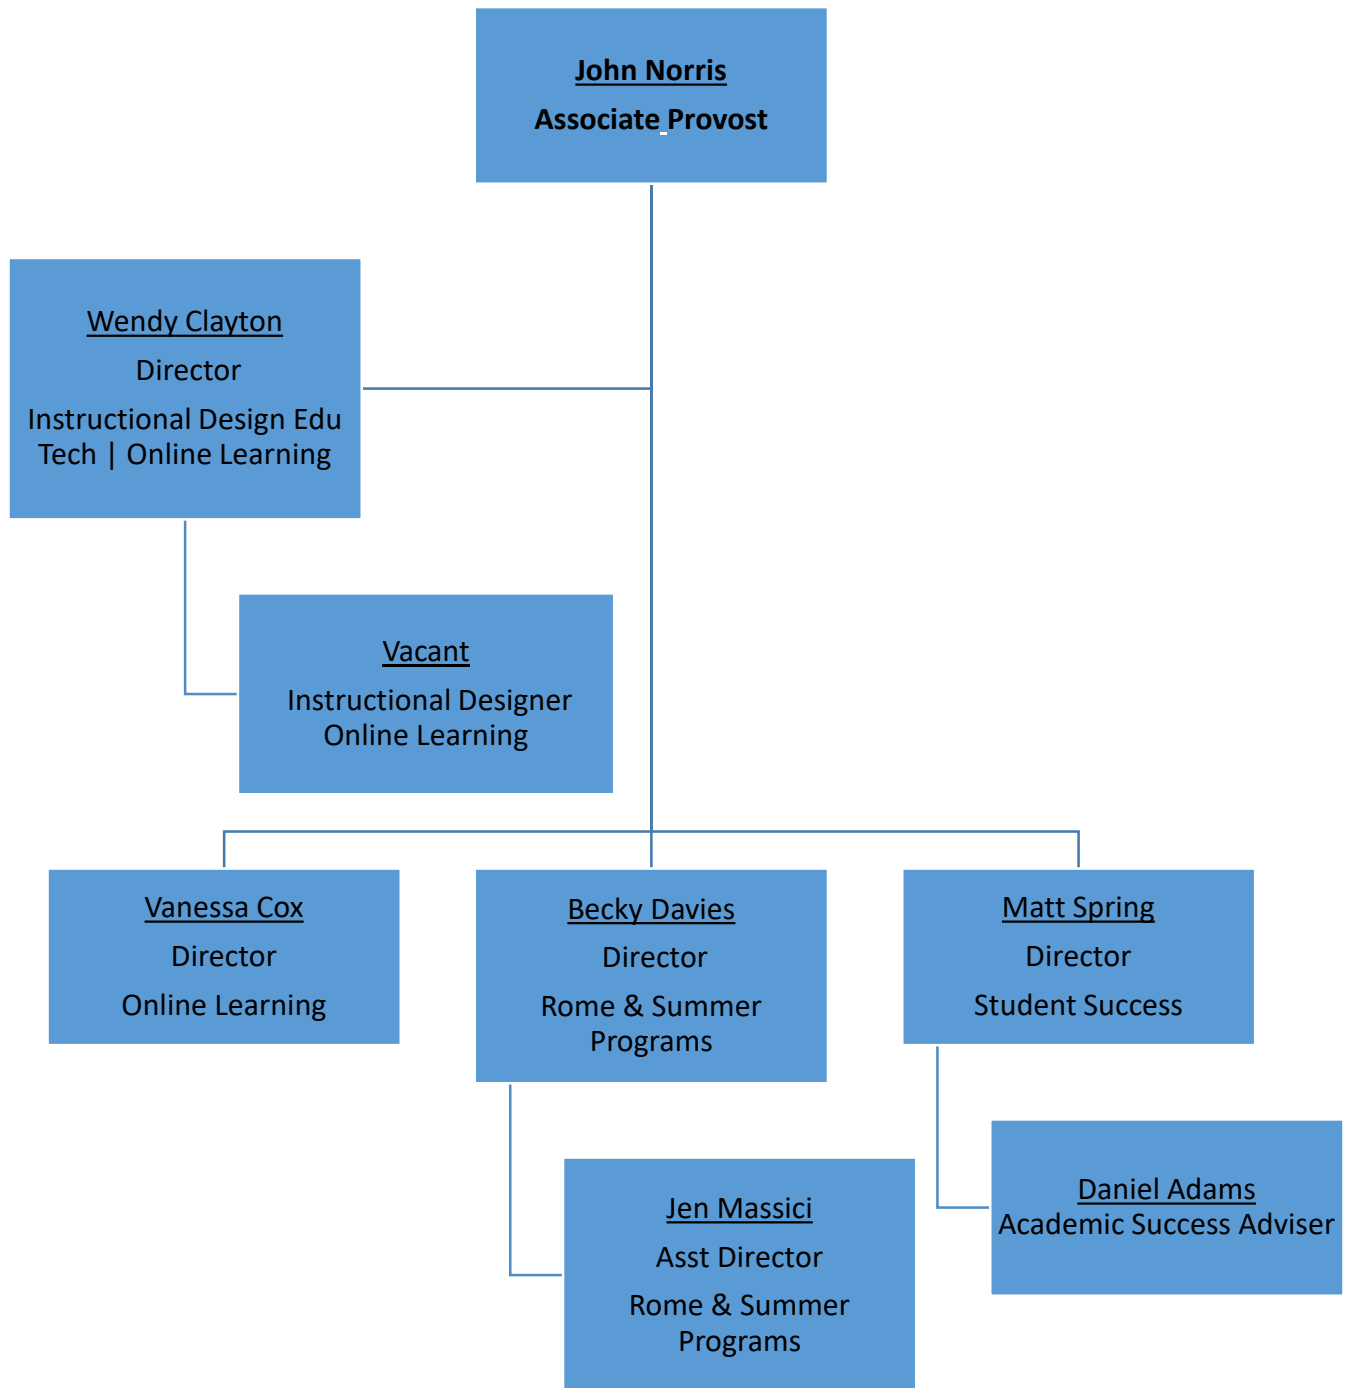 John Norris
Associate Provost
Wendy Clayton
Director
Instructional Design Edu
Tech | Online Learning
Vacant
Instructional Designer
Online Learning
Vanessa Cox
Director
Online Learning
Becky Davies
Director
Rome & Summer
Programs
Matt Spring
Director
Student Success
Jen Massici
Asst Director
Rome & Summer
Programs
Daniel Adams
Academic Success Adviser